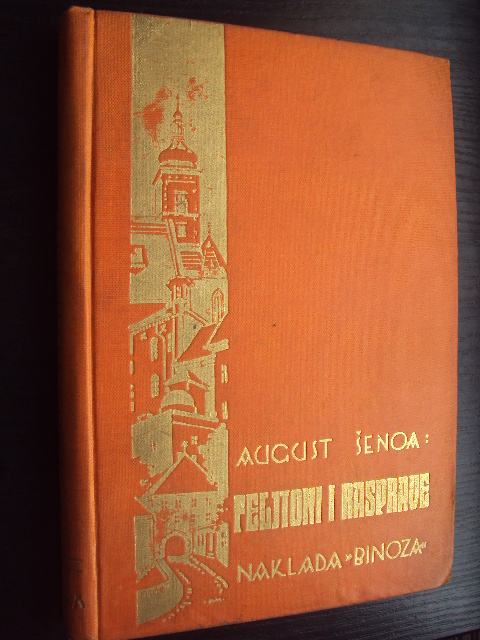 AUGUST ŠENOA:
FELJTONI I RASPRAVE
NAKLADA »BINOZA«